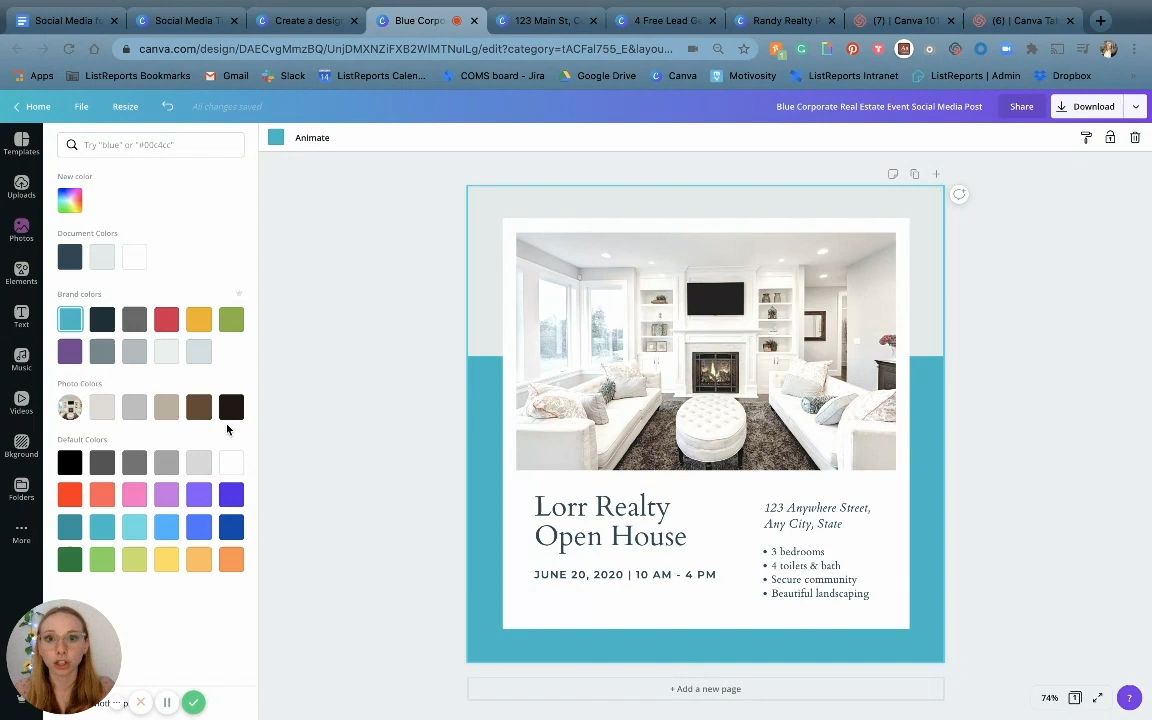 Social Media fu
Social Media T
Create a design
Blue Corpo
123 Main St, C
4 Free Lead G
Randy Realty P
(7) | Canva 101
(6) | Canva Tal
canva.com/design/DAECvgMmzBQ/UnjDMXNZiFXB2WlMTNuILg/edit?category=tACFal755_E&layou...
Apps
ListReports Bookmarks
Gmail
Slack
ListReports Calen...
COMS board - Jira
Google Drive
Canva
Motivosity
ListReports Intranet
ListReports | Admin
Dropbox
Home
File
Resize
All changes saved
Blue Corporate Real Estate Event Social Media Post
Share
Download
Templates
Uploads
Photos
Elements
Text
Music
Videos
Bkground
Folders
More
Try "blue" or "#00c4cc"
New color
Document Colors
Brand colors
Photo Colors
Default Colors
Animate
Lorr Realty
Open House
JUNE 20, 2020 | 10 AM - 4 PM
123 Anywhere Street,
Any City, State
• 3 bedrooms
• 4 toilets & bath
• Secure community
• Beautiful landscaping
+ Add a new page
74%
1
?